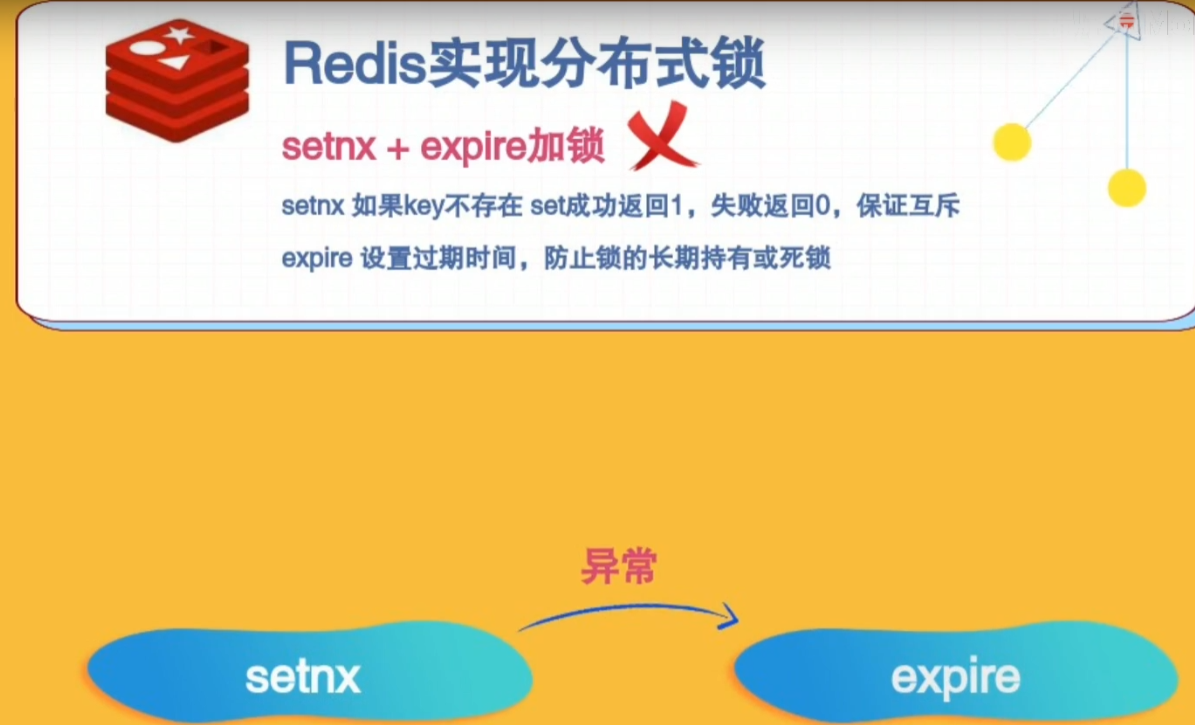 Redis实现分布式锁
setnx + expire加锁
setnx 如果key不存在 set成功返回1，失败返回0，保证互斥
expire 设置过期时间，防止锁的长期持有或死锁
异常
setnx
expire